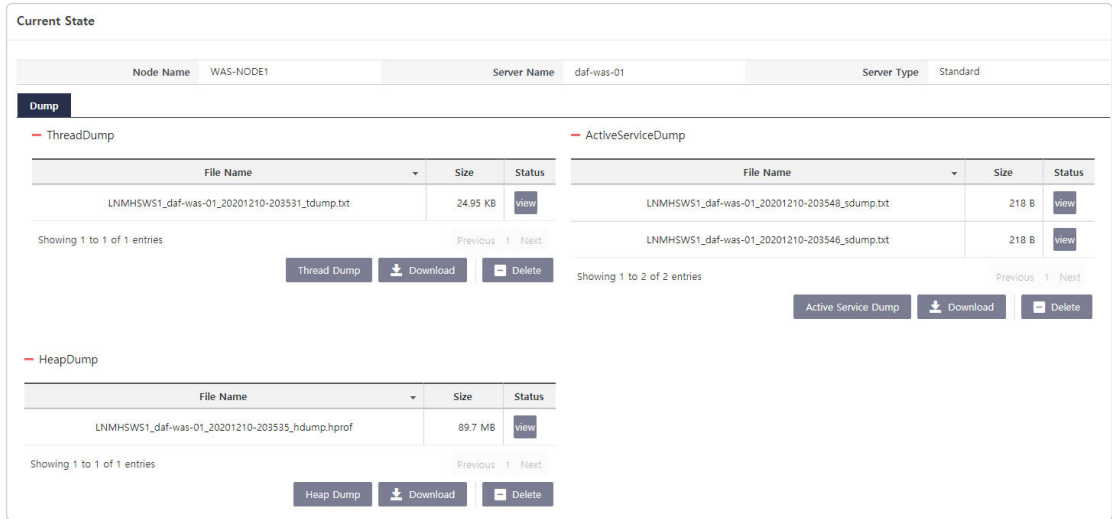 Current State
Node Name WAS-NODE1 Server Name daf-was-01 Server Type Standard
Dump
ThreadDump
File Name Size Status
LNMHSWS1_daf-was-01_20201210-203531_tdump.txt 24.95 KB view
Showing 1 to 1 of 1 entries Previous 1 Next
Thread Dump Download Delete
ActiveServiceDump
File Name Size Status
LNMHSWS1_daf-was-01_20201210-203548_sdump.txt 218 B view
LNMHSWS1_daf-was-01_20201210-203546_sdump.txt 218 B view
Showing 1 to 2 of 2 entries Previous 1 Next
Active Service Dump Download Delete
HeapDump
File Name Size Status
LNMHSWS1_daf-was-01_20201210-203535_hdump.hprof 89.7 MB view
Showing 1 to 1 of 1 entries Previous 1 Next
Heap Dump Download Delete